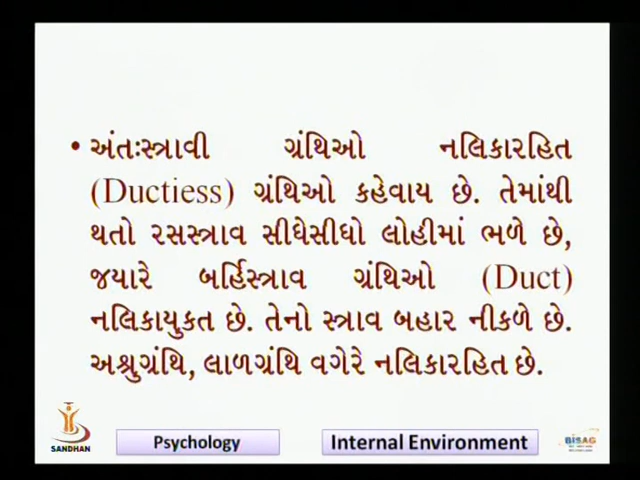 • અંતઃસ્ત્રાવી ગ્રંથિઓ નલિકારહિત
(Ductiess) ગ્રંથિઓ કહેવાય છે. તેમાંથી
થતો રસસ્ત્રાવ સીધેસીધો લોહીમાં ભળે છે,
જયારે બર્હિસ્ત્રાવ ગ્રંથિઓ (Duct)
નલિકાયુકત છે. તેનો સ્ત્રાવ બહાર નીકળે છે.
અશ્રુગ્રંથિ, લાળગ્રંથિ વગેરે નલિકારહિત છે.
SANDHAN
Psychology
Internal Environment
BISAG